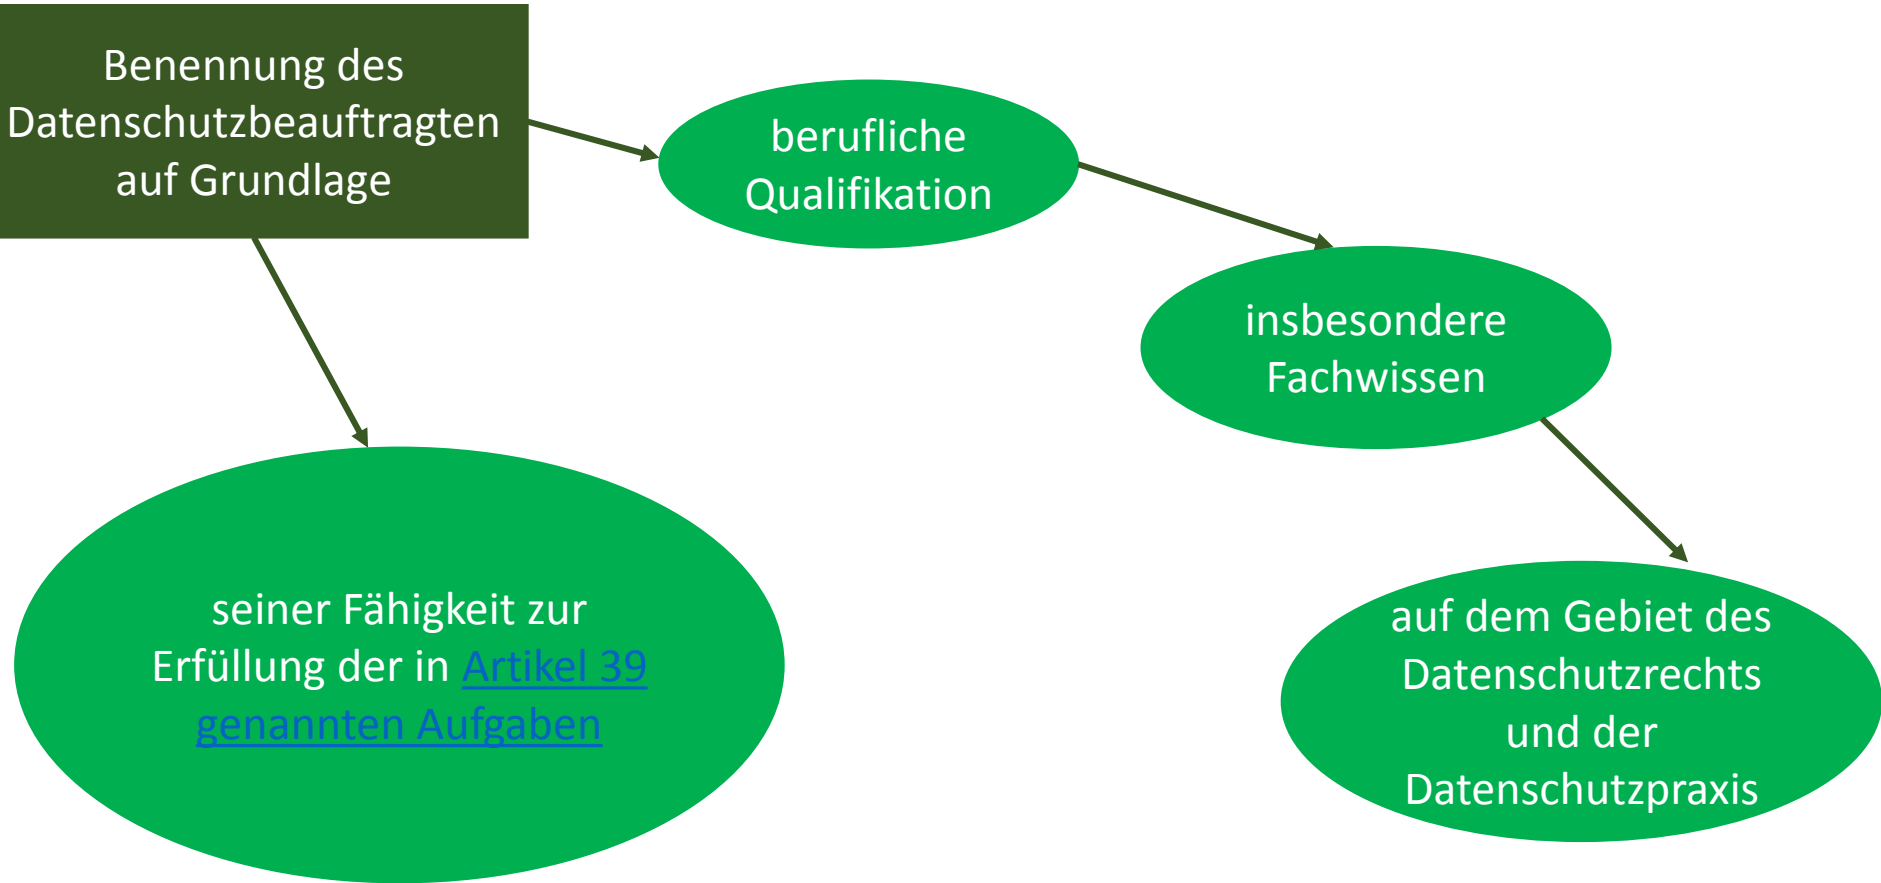 Benennung des
Datenschutzbeauftragten
auf Grundlage
berufliche
Qualifikation
insbesondere
Fachwissen
auf dem Gebiet des
Datenschutzrechts
und der
Datenschutzpraxis
seiner Fähigkeit zur
Erfüllung der in Artikel 39
genannten Aufgaben